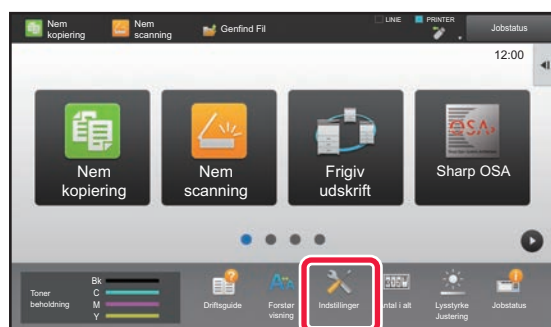 Nem
kopiering
Nem
scanning
Genfind Fil
LINIE
PRINTER
Jobstatus
12:00
Nem
kopiering
Nem
scanning
Frigiv
udskrift
Sharp OSA
Toner
beholdning
Bk
C
M
Y
Driftsguide
Forstør
visning
Indstillinger
Antal i alt
Lysstyrke
Justering
Jobstatus